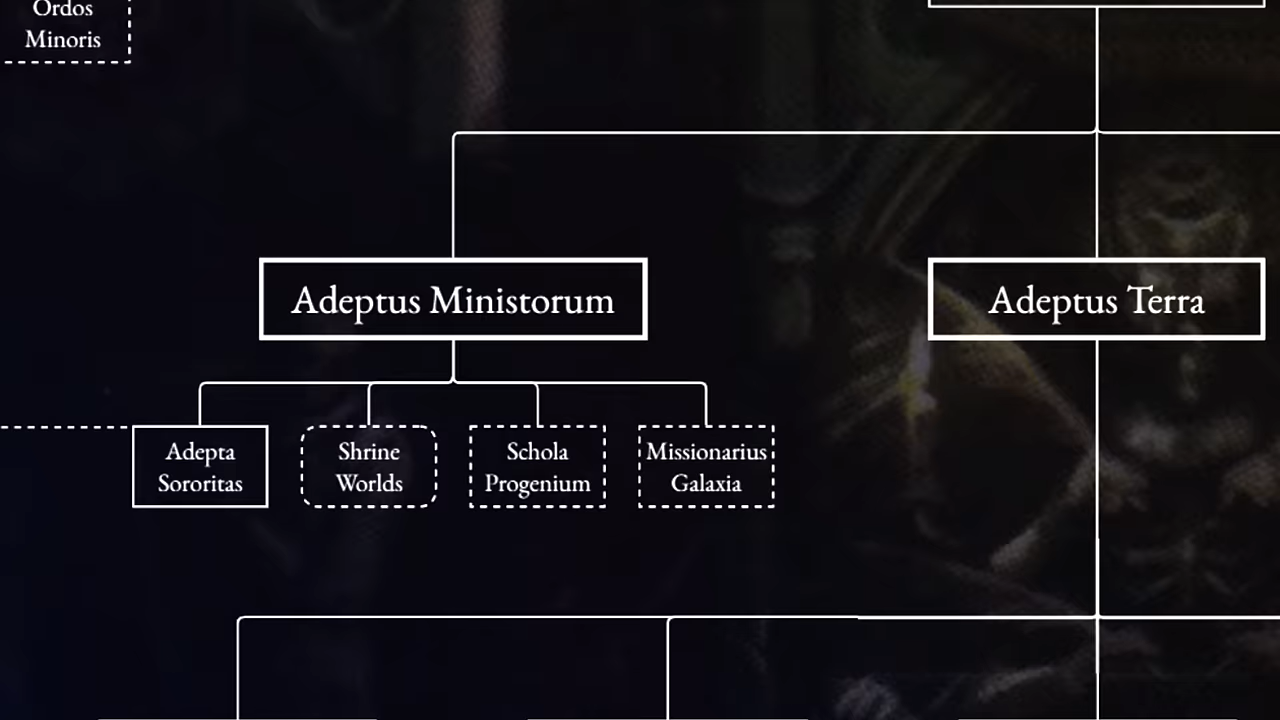 Ordos
Minoris
Adeptus Ministorum
Adeptus Terra
Adepta
Sororitas
Shrine
Worlds
Schola
Progenium
Missionarius
Galaxia